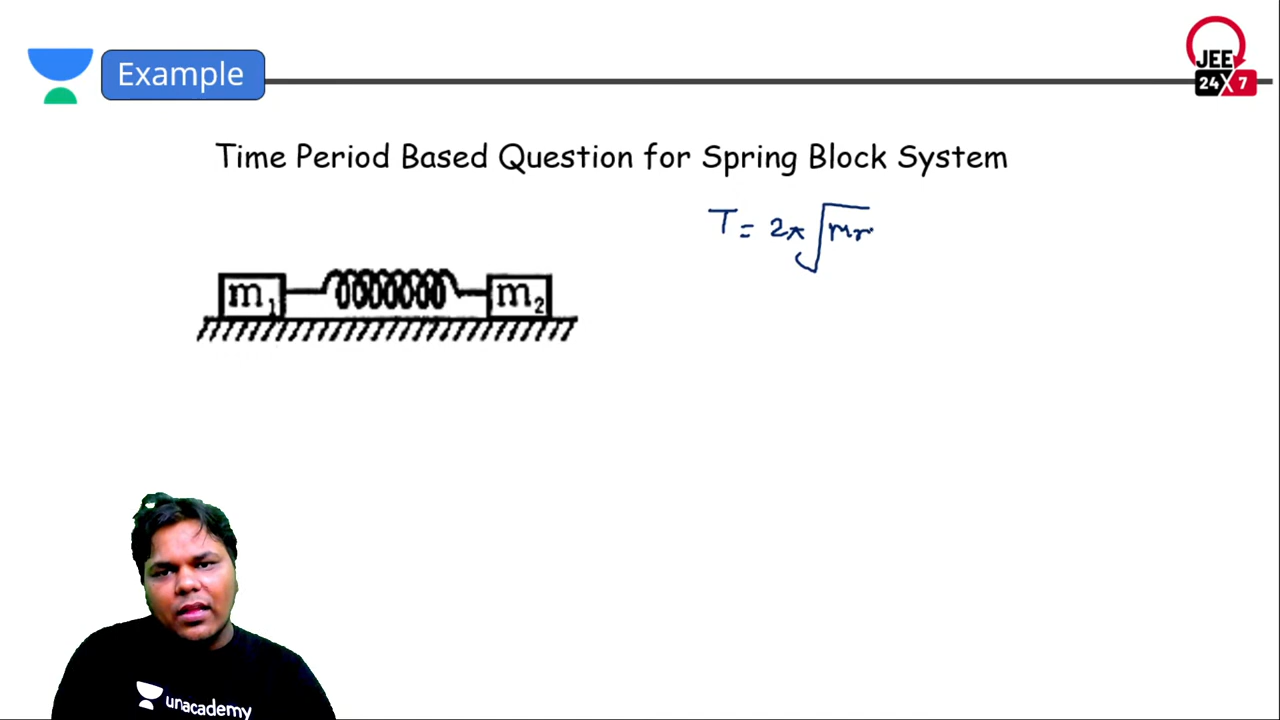 Example
JEE
24X7
Time Period Based Question for Spring Block System
T = 2π√mr
m₁
m₂
unacademy